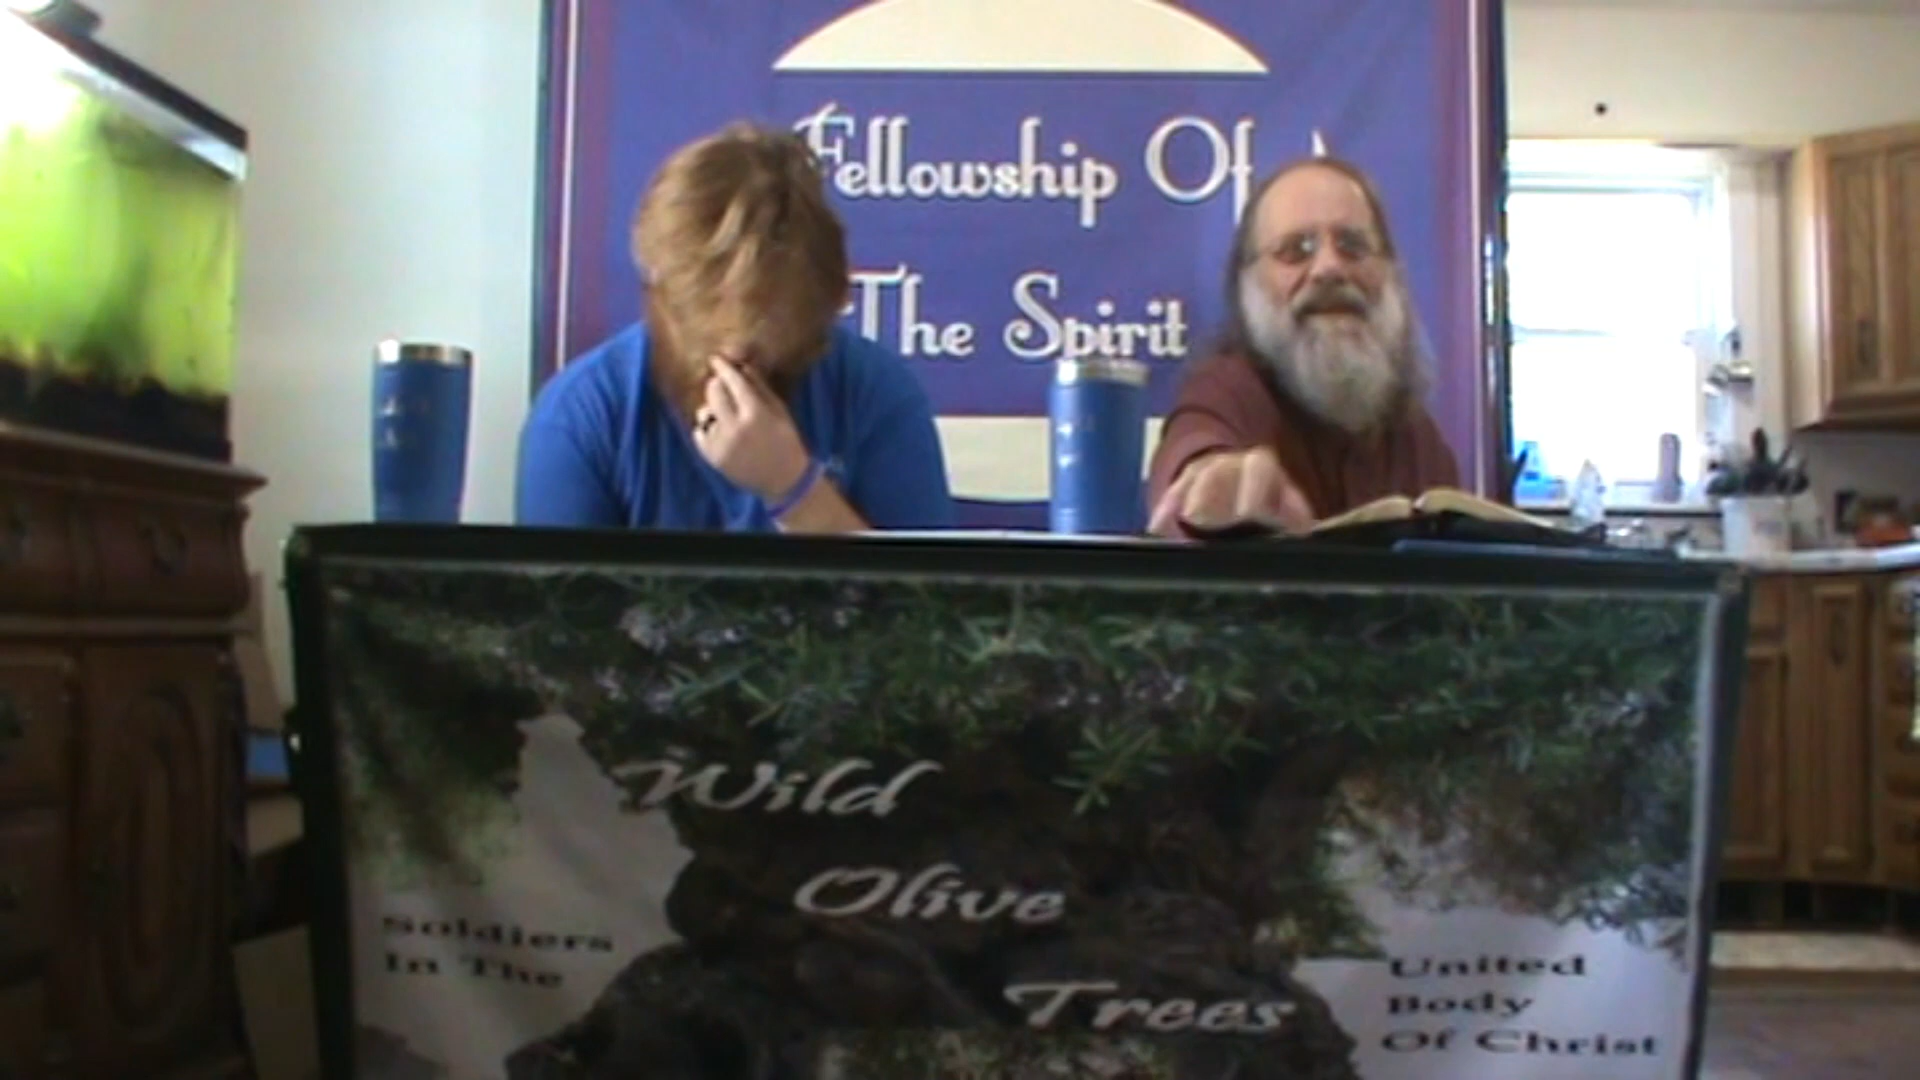 Fellowship Of
The Spirit
Wild
Olive
Trees
Soldiers
In The
United
Body
Of Christ